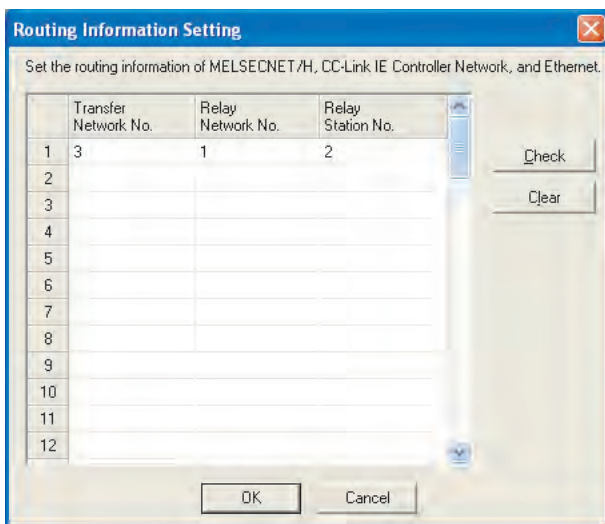 Routing Information Setting
Set the routing information of MELSECNET/H, CC-Link IE Controller Network, and Ethernet.
Transfer Network No. Relay Network No. Relay Station No.
1 3 1 2
2
3
4
5
6
7
8
9
10
11
12
Check
Clear
OK Cancel